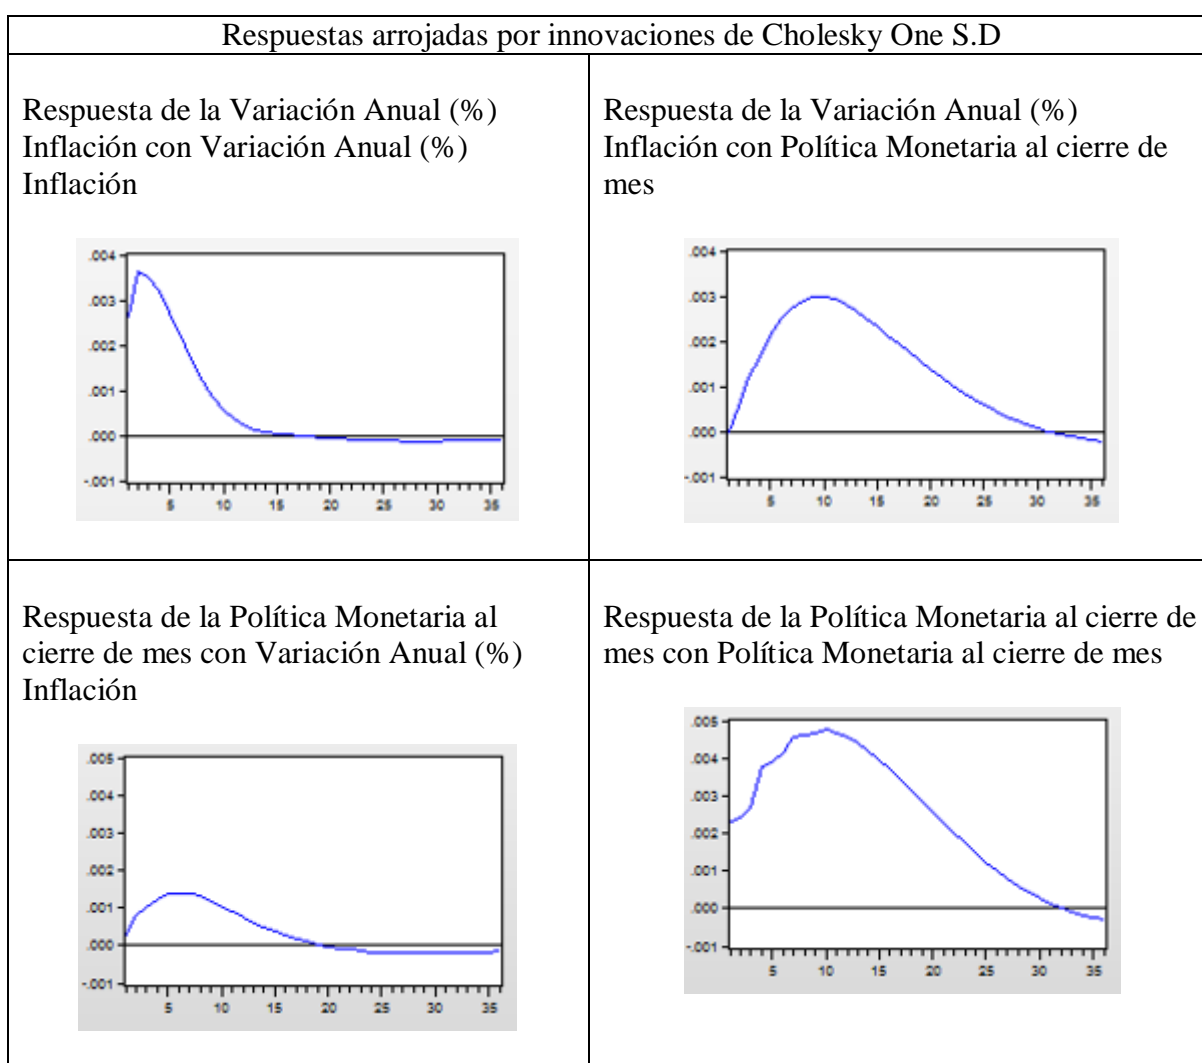 Respuestas arrojadas por innovaciones de Cholesky One S.D
Respuesta de la Variación Anual (%)
Inflación con Variación Anual (%)
Inflación
.004
.003
.002
.001
.000
-.001
5 10 15 20 25 30 35
Respuesta de la Variación Anual (%)
Inflación con Política Monetaria al cierre de
mes
.004
.003
.002
.001
.000
-.001
5 10 15 20 25 30 35
Respuesta de la Política Monetaria al
cierre de mes con Variación Anual (%)
Inflación
.005
.004
.003
.002
.001
.000
-.001
5 10 15 20 25 30 35
Respuesta de la Política Monetaria al cierre de
mes con Política Monetaria al cierre de mes
.005
.004
.003
.002
.001
.000
-.001
5 10 15 20 25 30 35